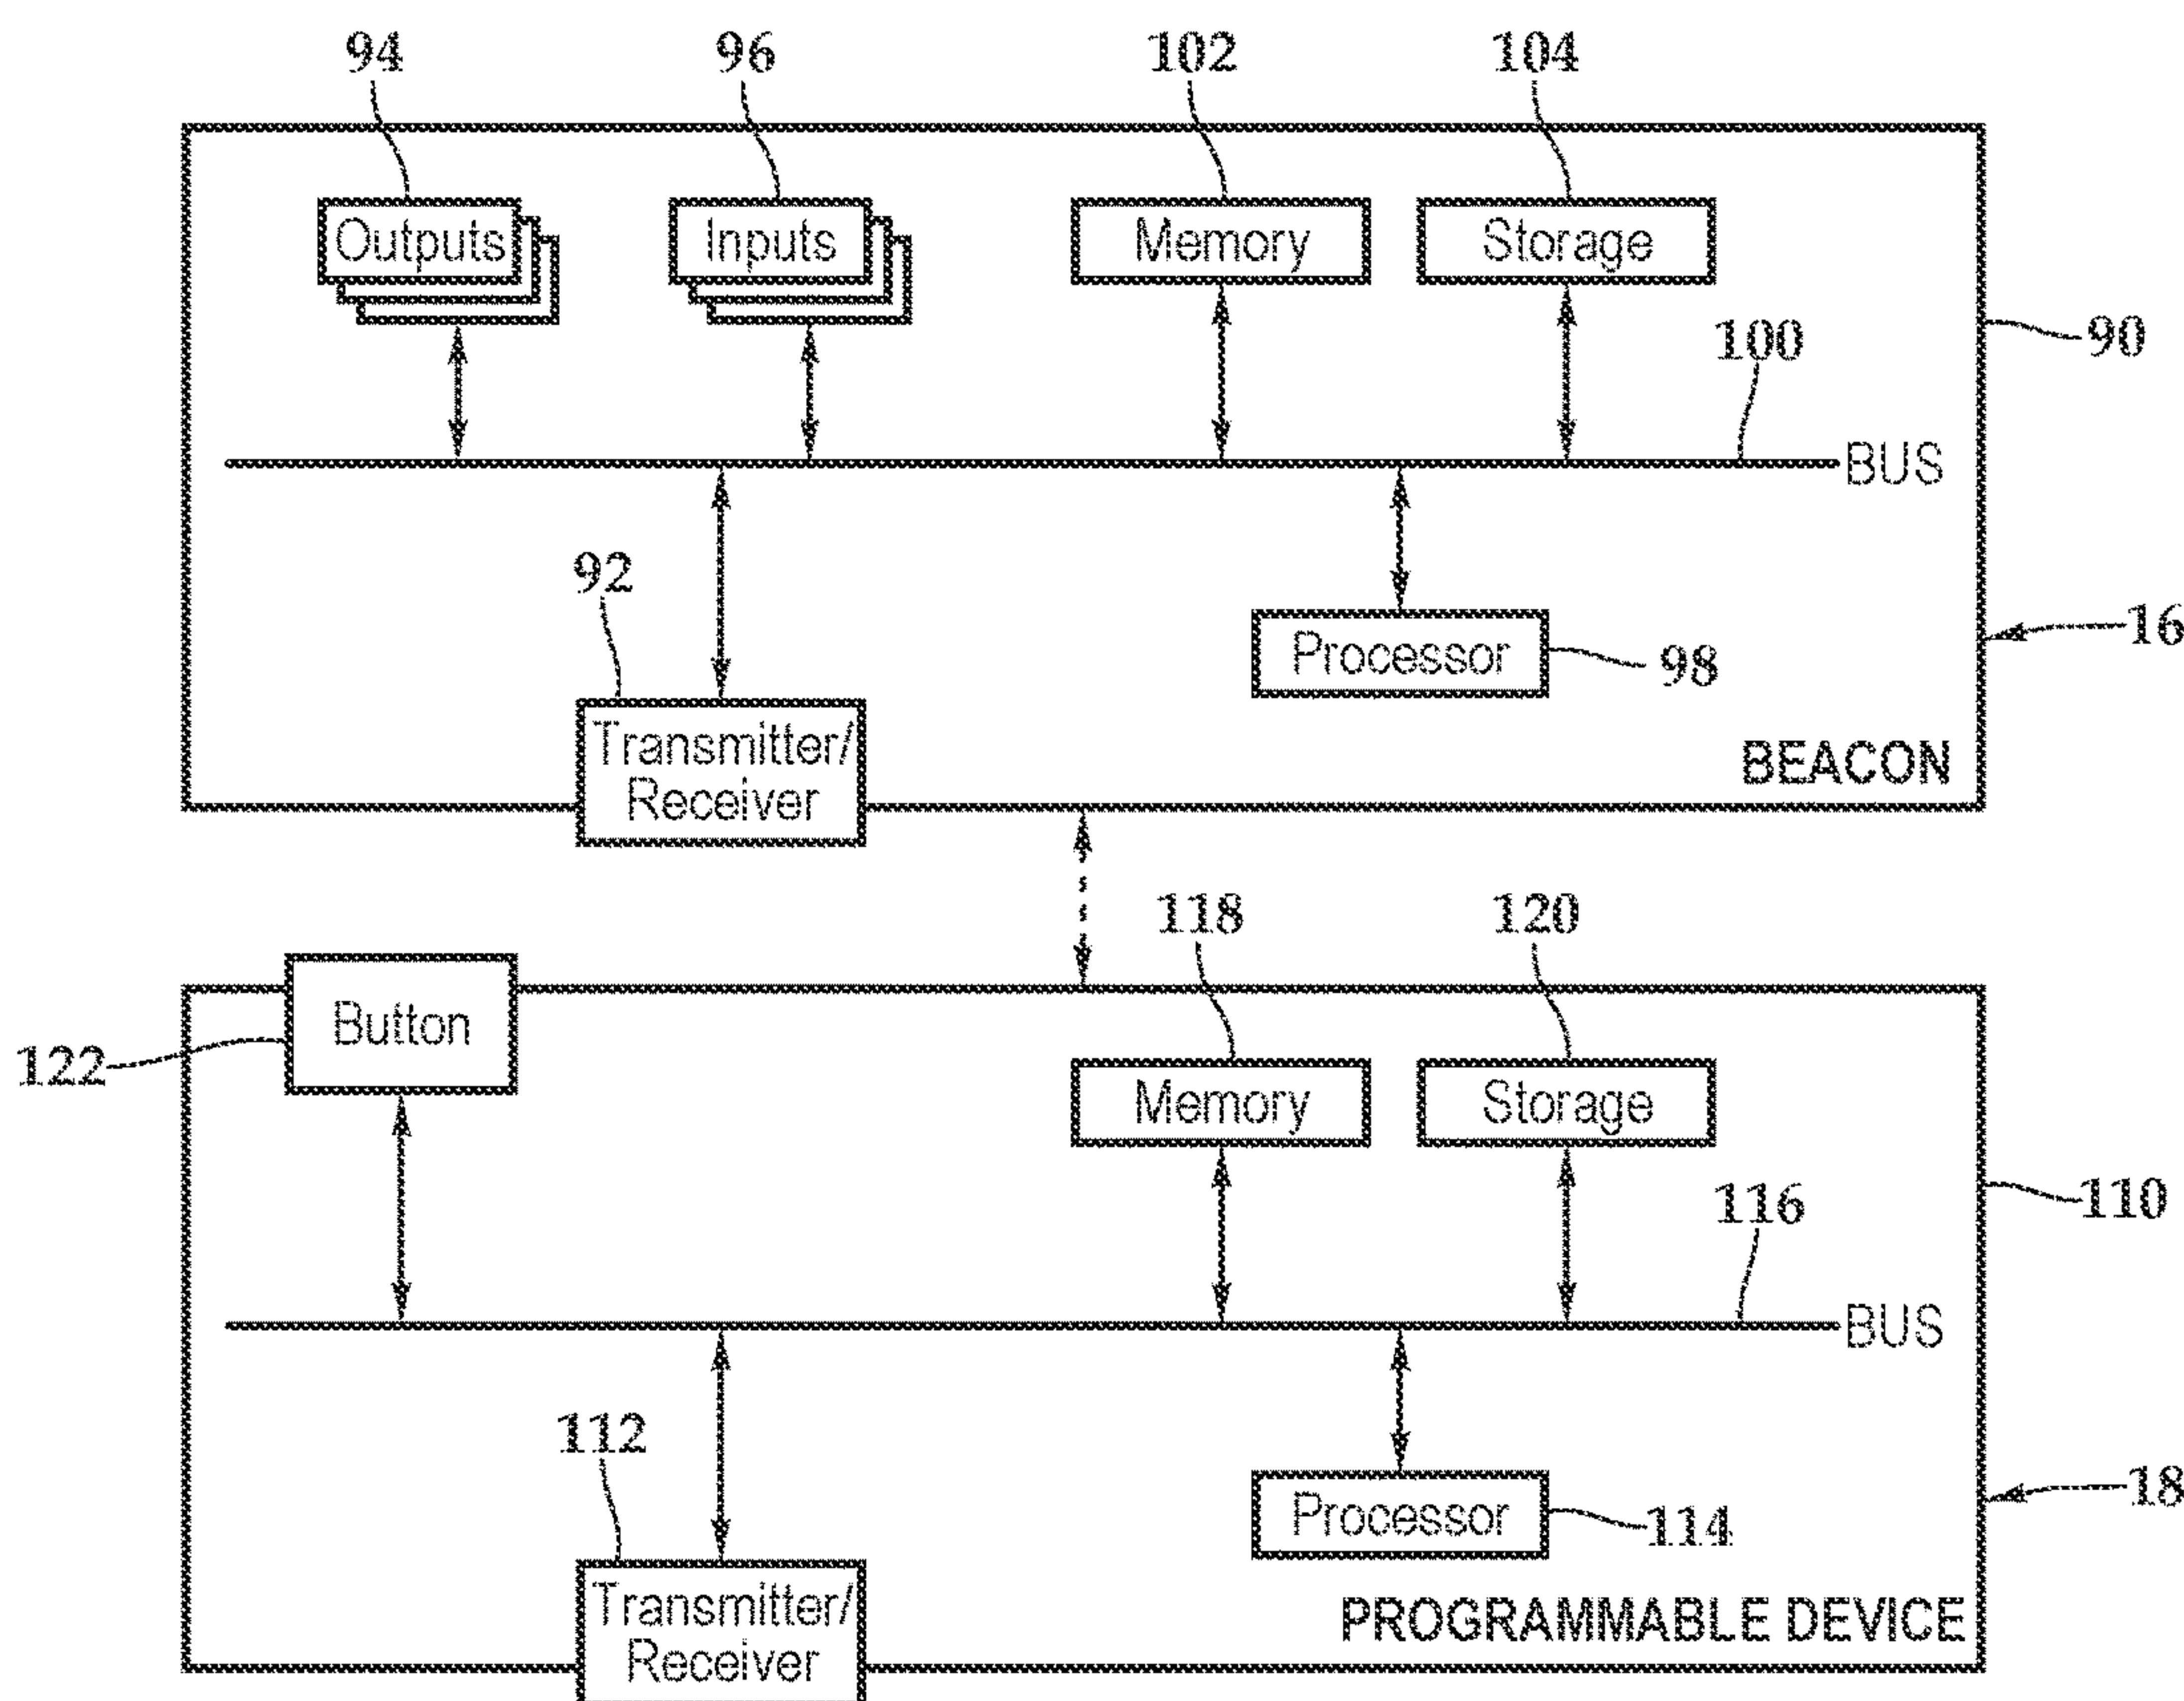 94 96 102 104
Outputs Inputs Memory Storage
90
100
BUS
92
16
Processor 98
Transmitter/
Receiver
BEACON
118 120
Button
122
Memory Storage
110
116
BUS
112
18
Processor 114
Transmitter/
Receiver
PROGRAMMABLE DEVICE